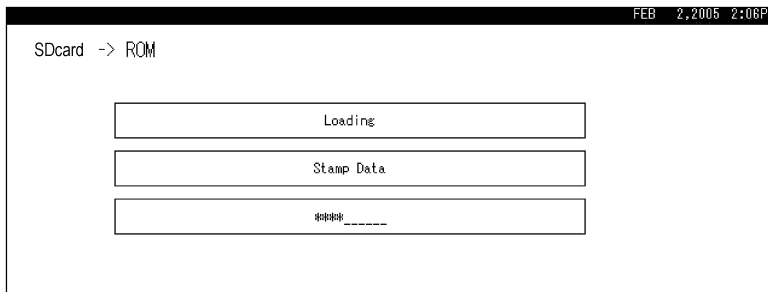 FEB 2,2005 2:06P
SDcard -> ROM
Loading
Stamp Data
****______